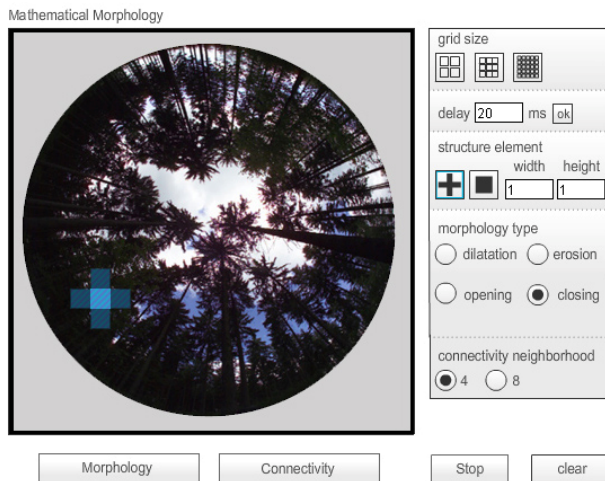 Mathematical Morphology
grid size
delay 20 ms ok
structure element
width height
1 1
morphology type
dilatation erosion
opening closing
connectivity neighborhood
4 8
Morphology Connectivity Stop clear